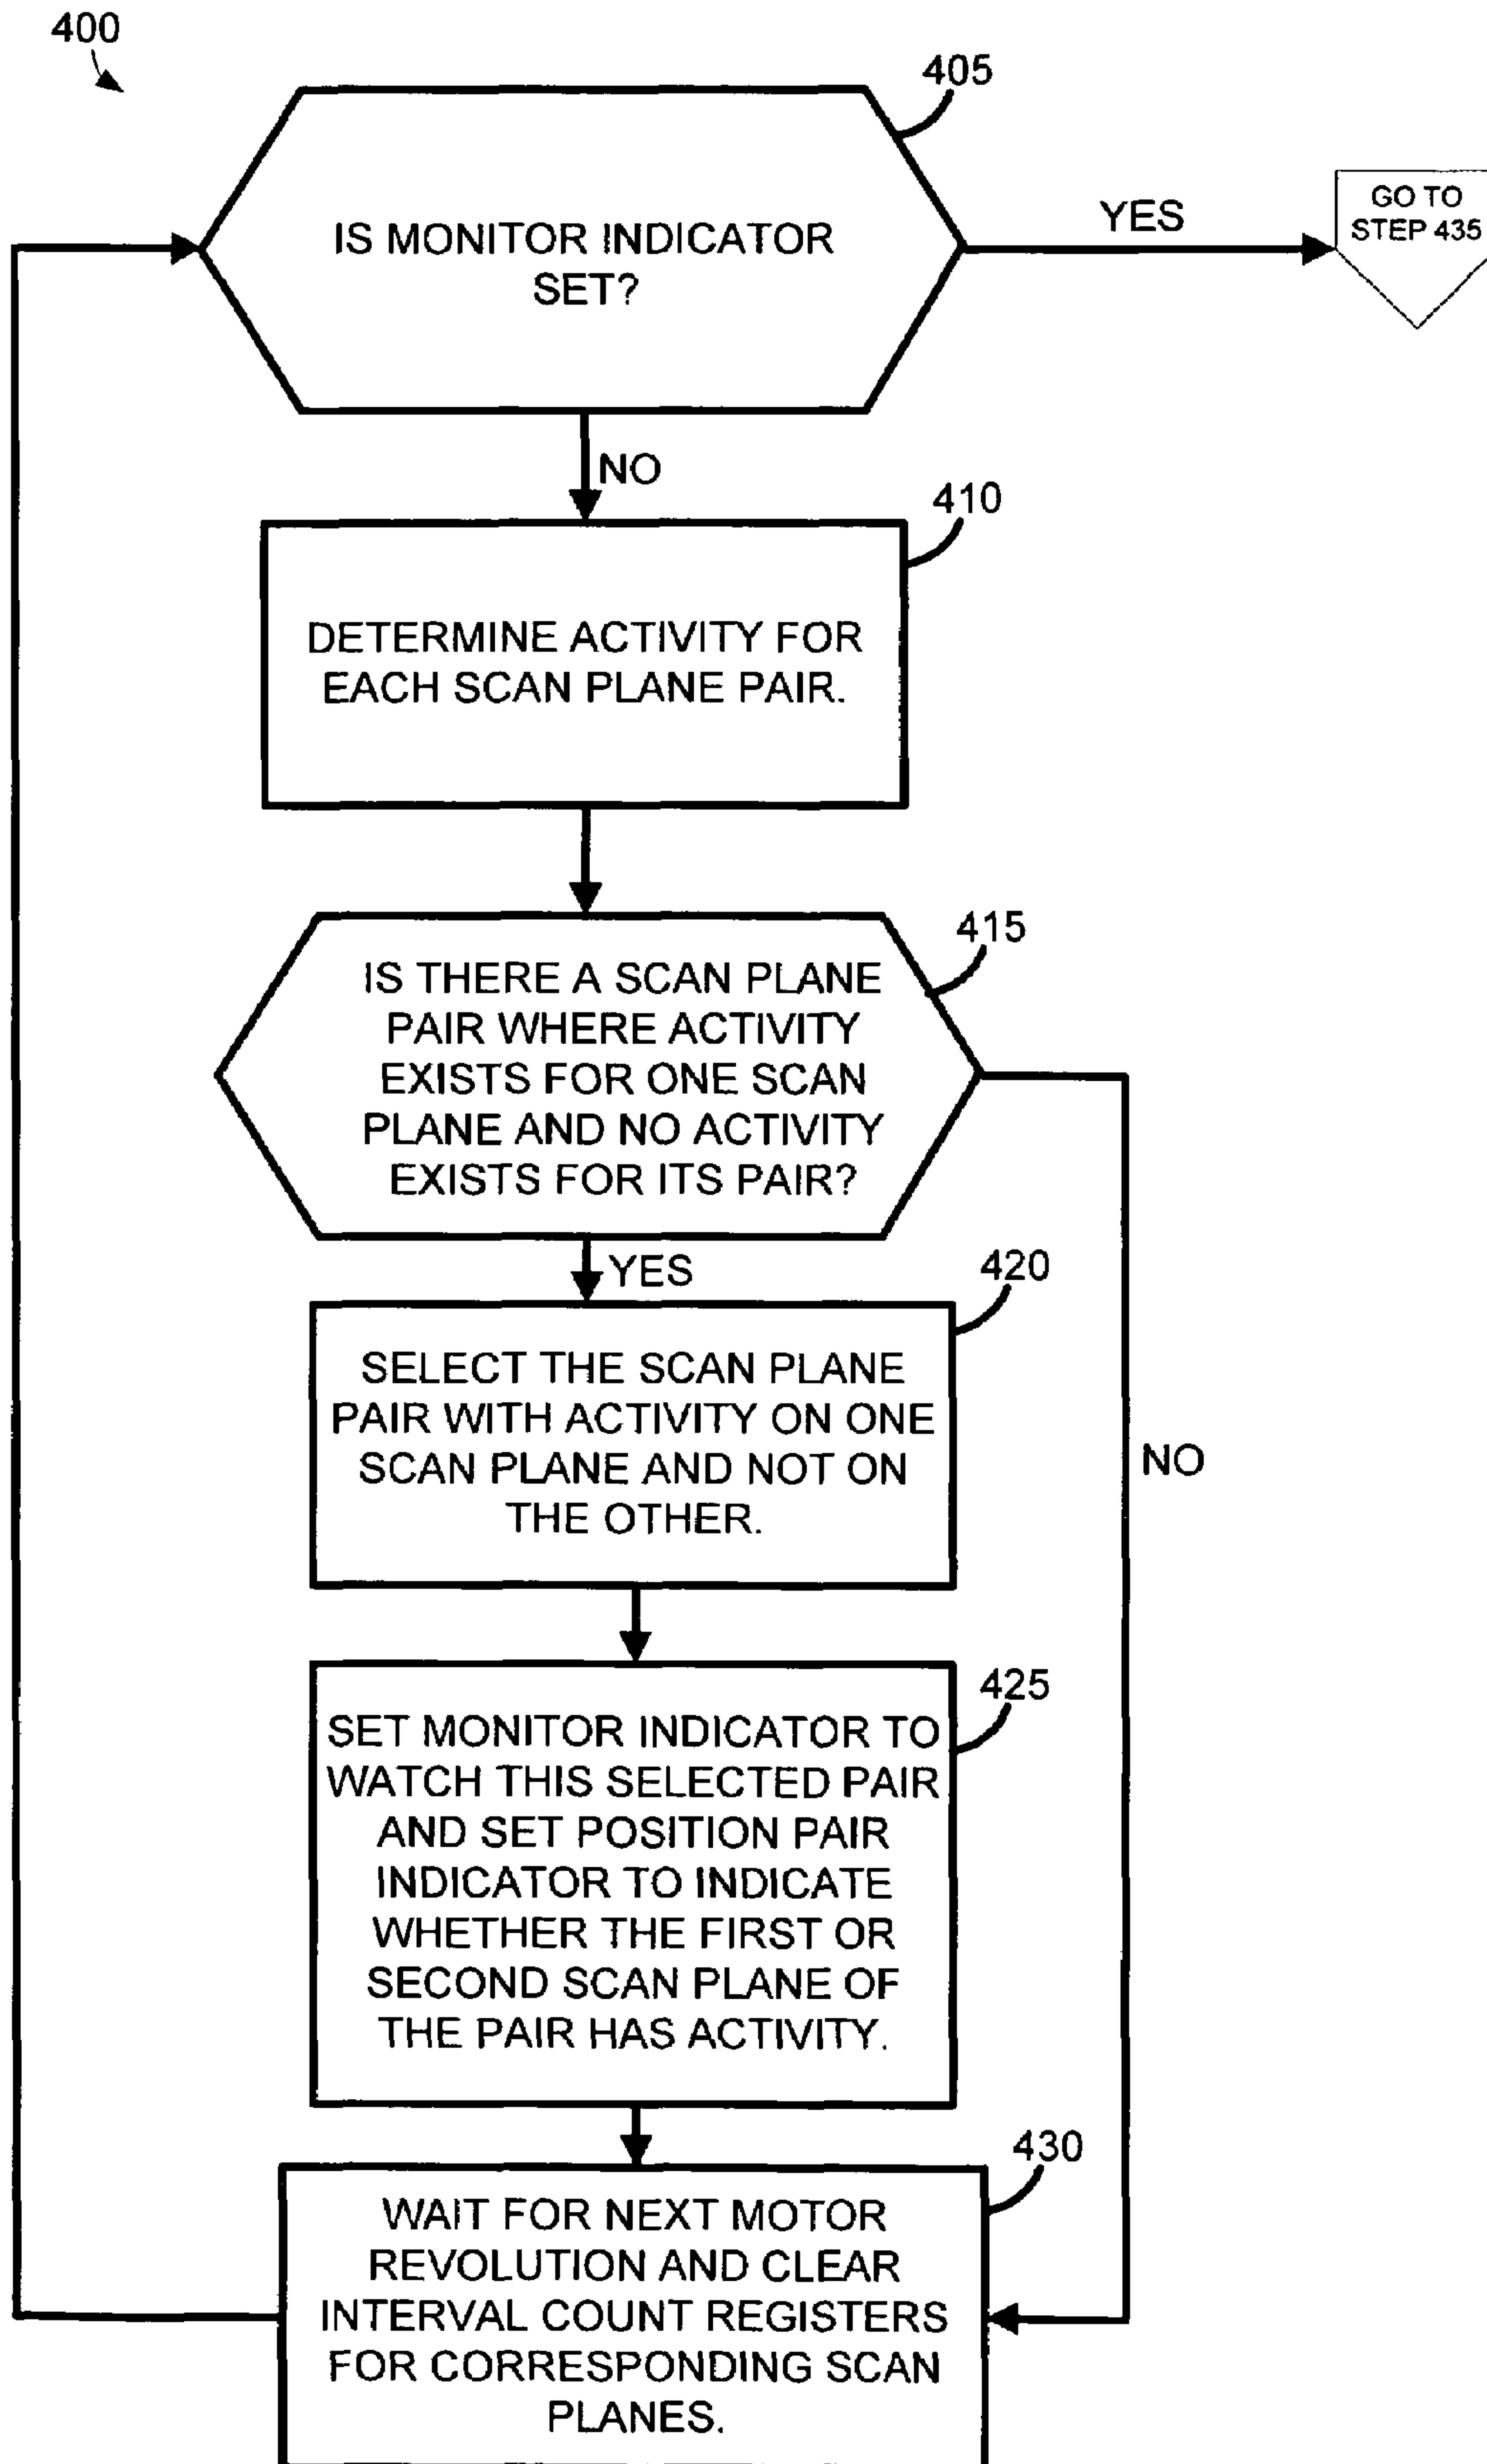 400
405
IS MONITOR INDICATOR
SET?
YES
GO TO
STEP 435
NO
410
DETERMINE ACTIVITY FOR
EACH SCAN PLANE PAIR.
415
IS THERE A SCAN PLANE
PAIR WHERE ACTIVITY
EXISTS FOR ONE SCAN
PLANE AND NO ACTIVITY
EXISTS FOR ITS PAIR?
YES
420
SELECT THE SCAN PLANE
PAIR WITH ACTIVITY ON ONE
SCAN PLANE AND NOT ON
THE OTHER.
NO
425
SET MONITOR INDICATOR TO
WATCH THIS SELECTED PAIR
AND SET POSITION PAIR
INDICATOR TO INDICATE
WHETHER THE FIRST OR
SECOND SCAN PLANE OF
THE PAIR HAS ACTIVITY.
430
WAIT FOR NEXT MOTOR
REVOLUTION AND CLEAR
INTERVAL COUNT REGISTERS
FOR CORRESPONDING SCAN
PLANES.